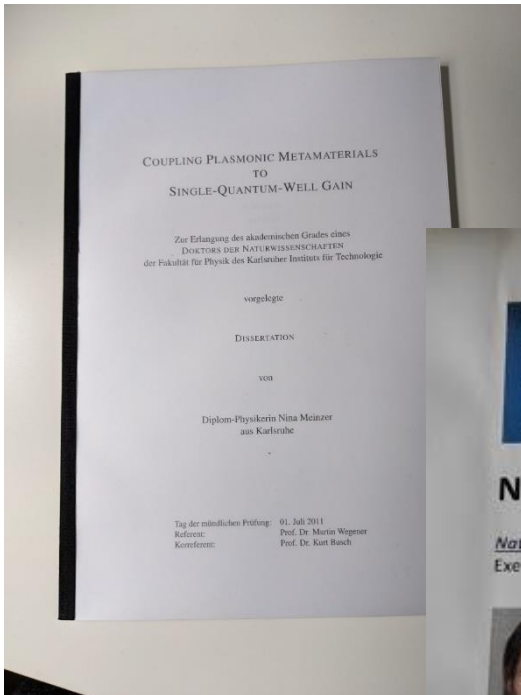 COUPLING PLASMONIC METAMATERIALS
TO
SINGLE-QUANTUM-WELL GAIN
Zur Erlangung des akademischen Grades eines
DOKTORS DER NATURWISSENSCHAFTEN
der Fakultät für Physik des Karlsruher Instituts für Technologie
vorgelegte
DISSERTATION
von
Diplom-Physikerin Nina Meinzer
aus Karlsruhe
Tag der mündlichen Prüfung: 01. Juli 2011
Referent: Prof. Dr. Martin Wegener
Korreferent: Prof. Dr. Kurt Busch
N
Nat
Exe